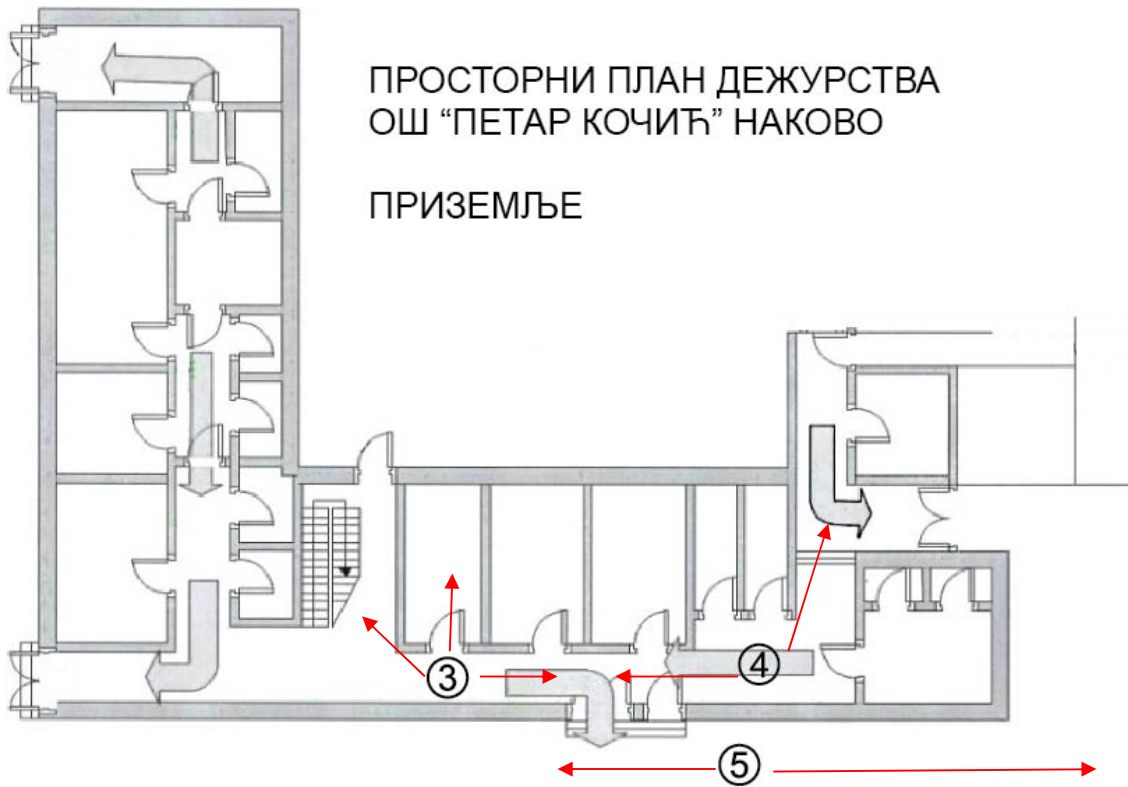 ПРОСТОРНИ ПЛАН ДЕЖУРСТВА
ОШ “ПЕТАР КОЧИЋ” НАКОВО
ПРИЗЕМЉЕ
3
4
5